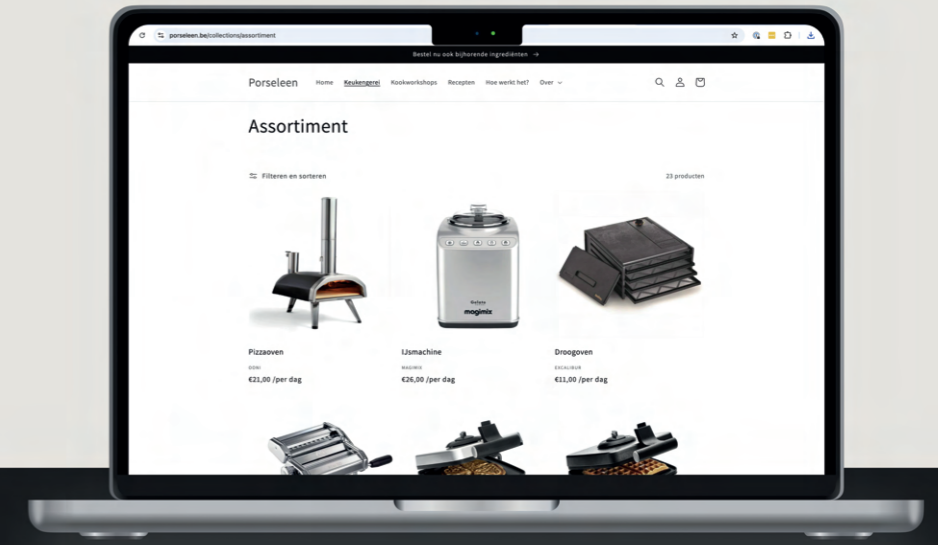 porseleen.be/collections/assortiment
Bestel nu ook bijhorende ingrediënten →
Porseleen Home Keukengerei Kookworkshops Recepten Hoe werkt het? Over
Assortiment
Filteren en sorteren 23 producten
Gelato
magimix
Pizzaoven IJsmachine Droogoven
OONI MAGIMIX EXCALIBUR
€21,00 /per dag €26,00 /per dag €11,00 /per dag